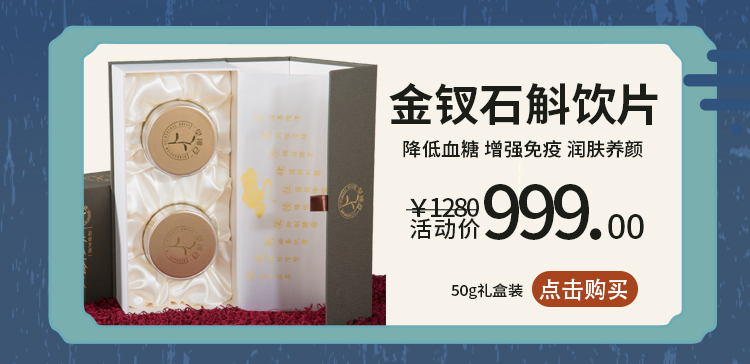 金钗石斛饮片
降低血糖 增强免疫 润肤养颜
￥1280
活动价
999.00
50g礼盒装
点击购买